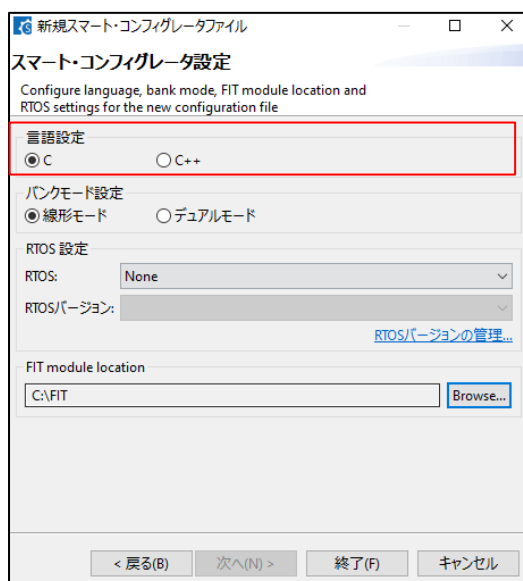 新規スマート・コンフィグレータファイル
スマート・コンフィグレータ設定
Configure language, bank mode, FIT module location and
RTOS settings for the new configuration file
言語設定
C C++
バンクモード設定
線形モード デュアルモード
RTOS 設定
RTOS: None
RTOSバージョン:
RTOSバージョンの管理...
FIT module location
C:\FIT Browse...
< 戻る(B) 次へ(N) > 終了(F) キャンセル